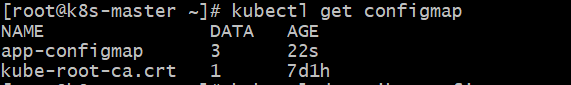 [root@k8s-master ~]# kubectl get configmap
NAME DATA AGE
app-configmap 3 22s
kube-root-ca.crt 1 7d1h